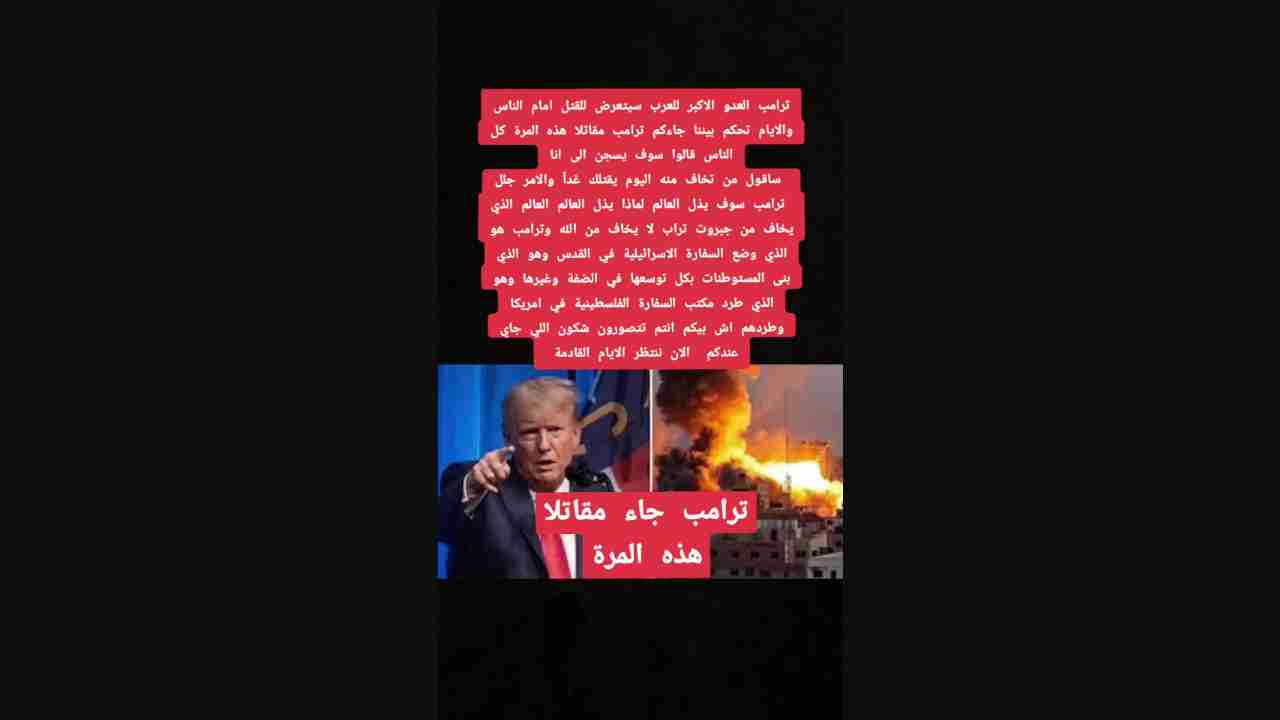 ترامب العدو الاكبر للعرب سيتعرض للقتل امام الناس
والايام تحكم بيننا جاءكم ترامب مقاتلا هذه المرة كل
الناس قالوا سوف يسجن الى انا
ساقول من تخاف منه اليوم يقتلك غداً والامر جلل
ترامب سوف يذل العالم لماذا يذل العالم العالم الذي
يخاف من جبروت تراب لا يخاف من الله وترامب هو
الذي وضع السفارة الاسرائيلية في القدس وهو الذي
بنى المستوطنات بكل توسعها في الضفة وغيرها وهو
الذي طرد مكتب السفارة الفلسطينية في امريكا
وطردهم اش بيكم انتم تتصورون شكون اللي جاي
عندكم الان ننتظر الايام القادمة
ترامب جاء مقاتلا
هذه المرة